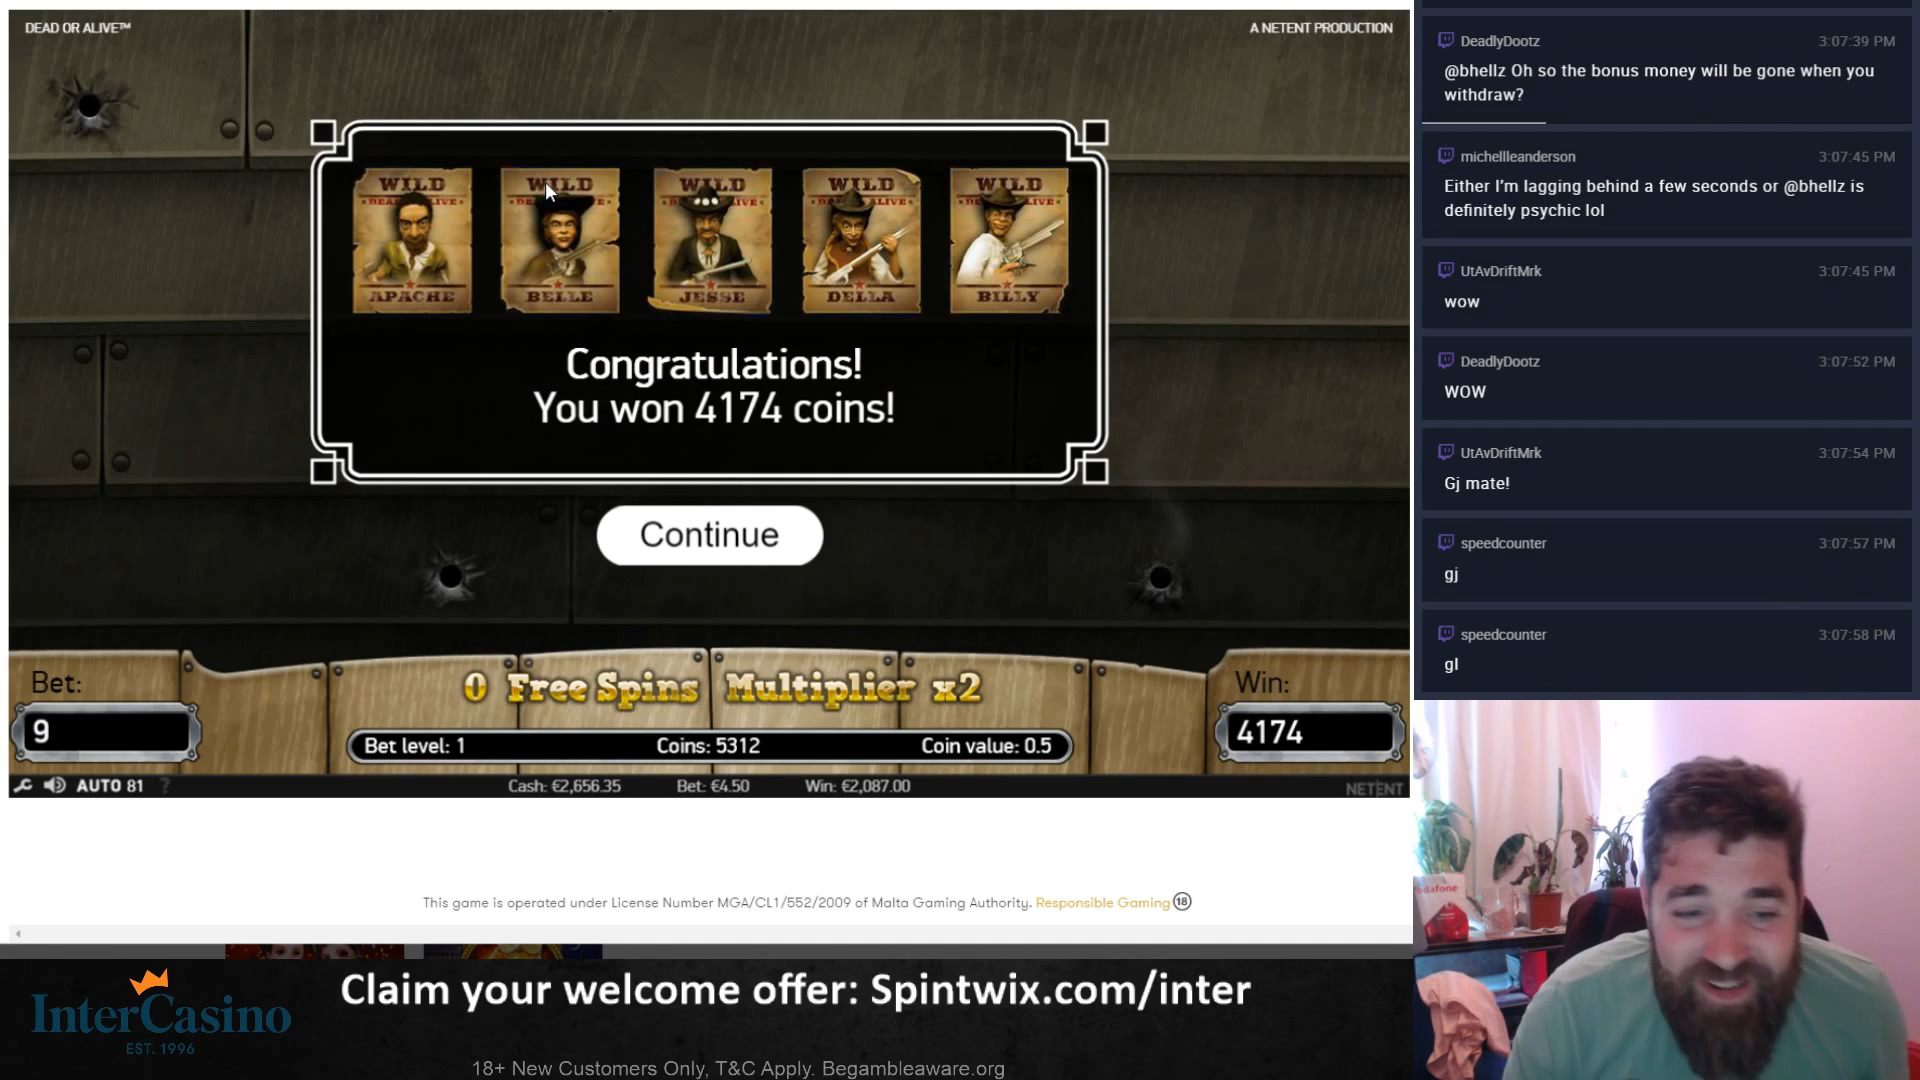 DEAD OR ALIVE™
A NETENT PRODUCTION
WILD WILD WILD WILD WILD
APACHE BELLE JESSE DELLA BILLY
Congratulations!
You won 4174 coins!
Continue
Bet:
9
0 Free Spins Multiplier x2
Bet level: 1 Coins: 5312 Coin value: 0.5
Win:
4174
AUTO 81 ? Cash: €2,656.35 Bet: €4.50 Win: €2,087.00 NETENT
This game is operated under License Number MGA/CL1/552/2009 of Malta Gaming Authority. Responsible Gaming 18
InterCasino
EST. 1996
Claim your welcome offer: Spintwix.com/inter
18+ New Customers Only, T&C Apply. Begambleaware.org
DeadlyDootz 3:07:39 PM
@bhellz Oh so the bonus money will be gone when you
withdraw?
michellleanderson 3:07:45 PM
Either I'm lagging behind a few seconds or @bhellz is
definitely psychic lol
UtAvDriftMrk 3:07:45 PM
wow
DeadlyDootz 3:07:52 PM
WOW
UtAvDriftMrk 3:07:54 PM
Gj mate!
speedcounter 3:07:57 PM
gj
speedcounter 3:07:58 PM
gl
vodafone